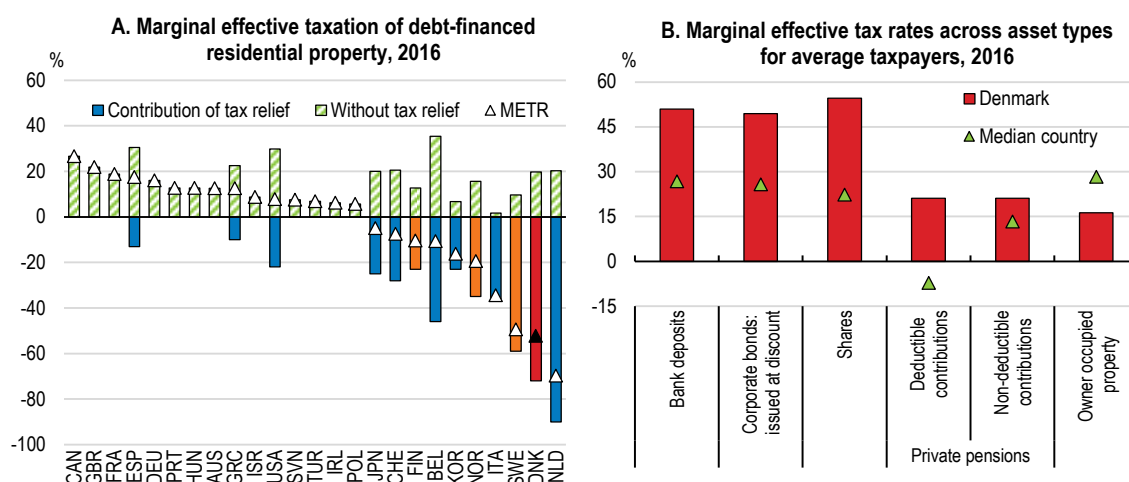 A. Marginal effective taxation of debt-financed
residential property, 2016
%
60
40
20
0
-20
-40
-60
-80
-100
Contribution of tax relief
Without tax relief
METR
CAN
GBR
FRA
ESP
DEU
PRT
HUN
AUS
GRC
ISR
USA
SVN
TUR
IRL
POL
JPN
CHE
FIN
BEL
KOR
NOR
ITA
SWE
DNK
NLD
B. Marginal effective tax rates across asset types
for average taxpayers, 2016
%
60
45
30
15
0
-15
Denmark
Median country
Bank deposits
Corporate bonds:
issued at discount
Shares
Deductible
contributions
Non-deductible
contributions
Owner occupied
property
Private pensions